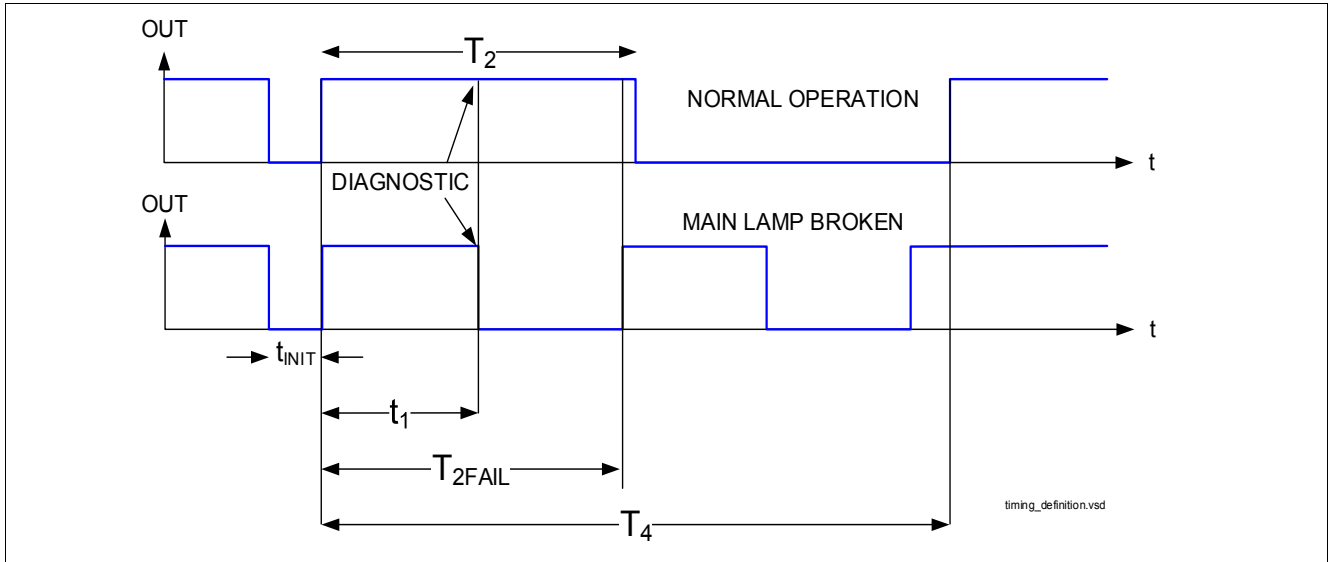 OUT
T2
NORMAL OPERATION
t
DIAGNOSTIC
OUT
MAIN LAMP BROKEN
t
tINIT
t1
T2FAIL
timing_definition.vsd
T4